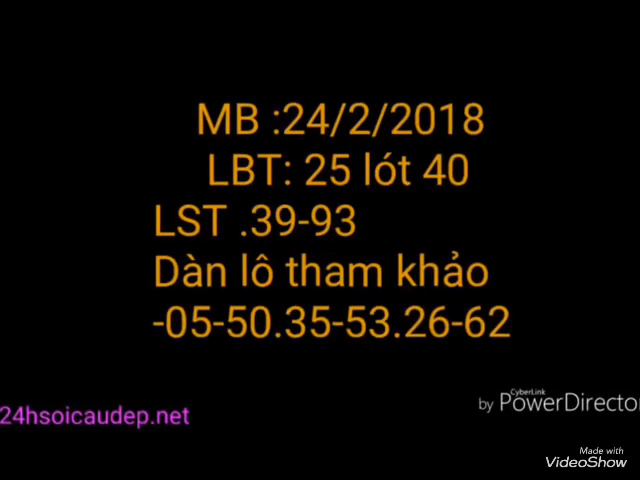 MB :24/2/2018
LBT: 25 lót 40
LST .39-93
Dàn lô tham khảo
-05-50.35-53.26-62
24hsoicaudep.net
CyberLink
by PowerDirector
Made with
VideoShow